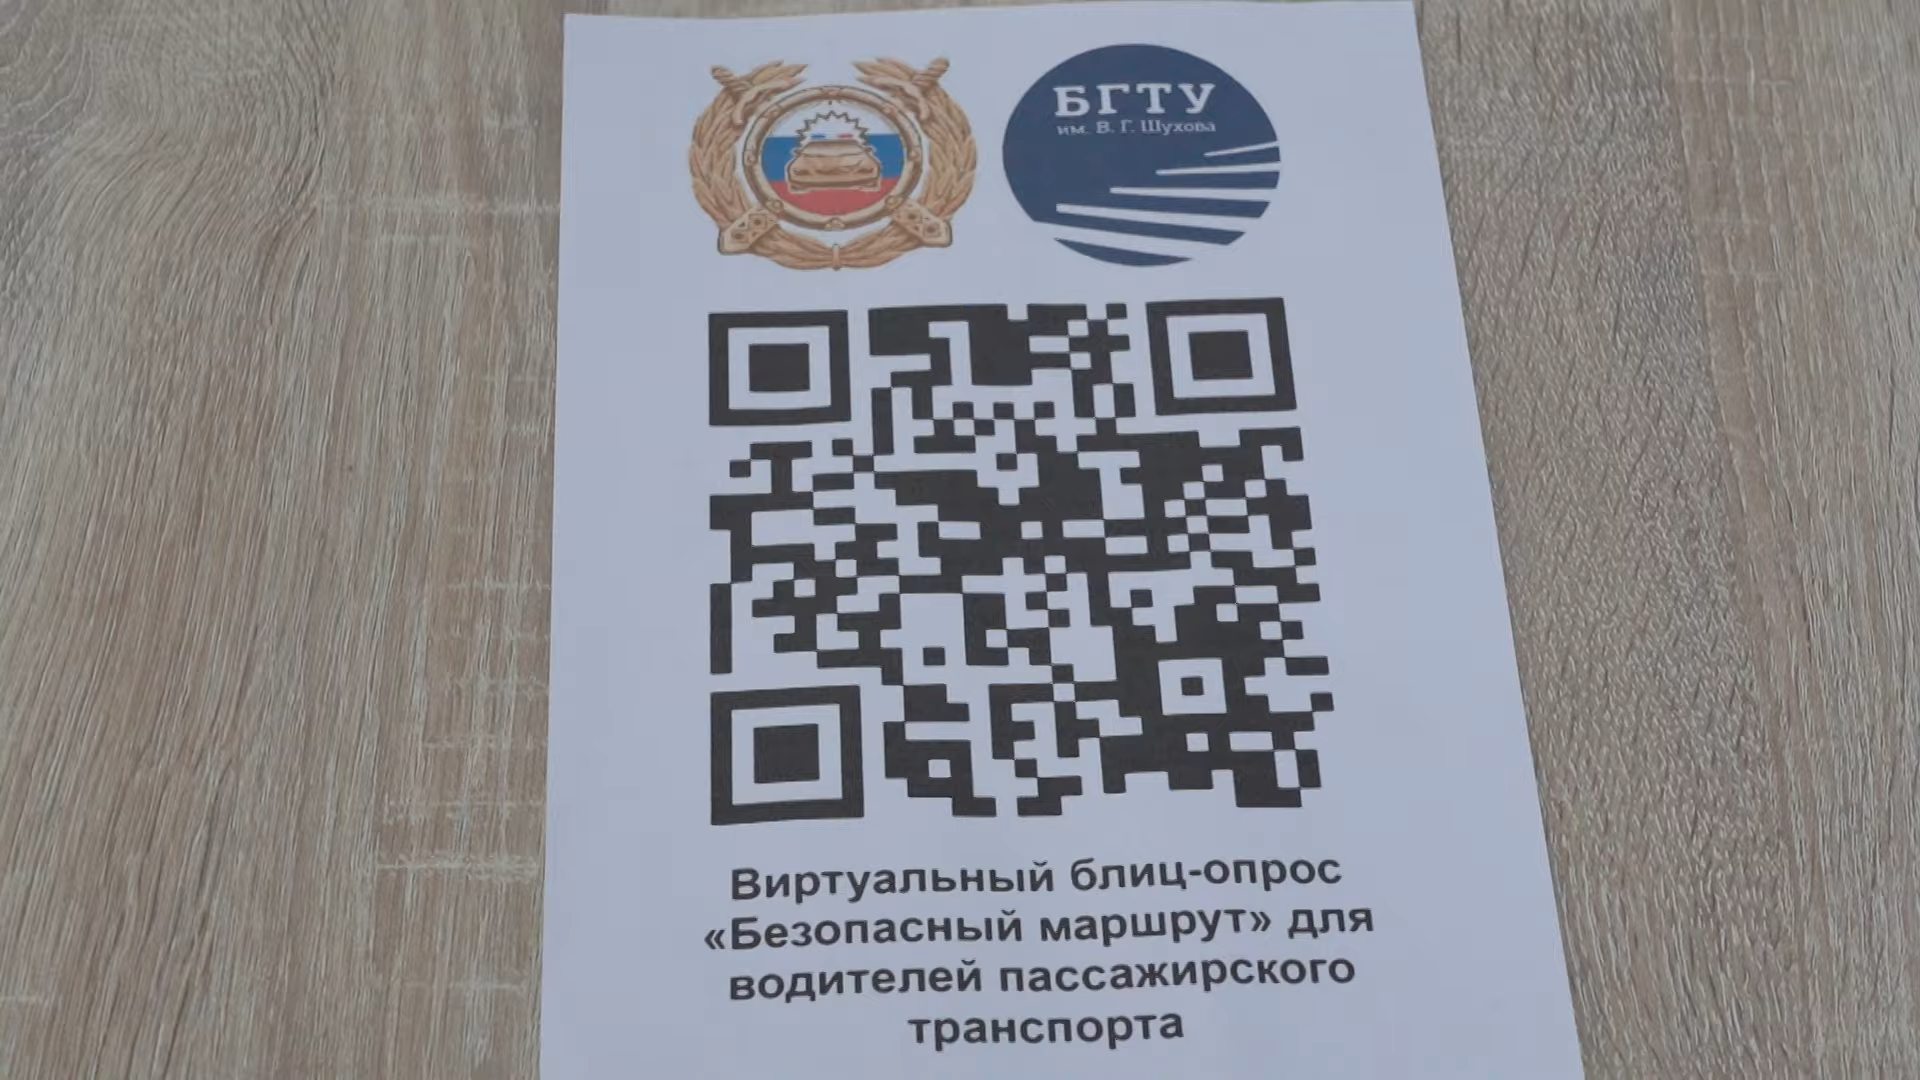 БГТУ
им. В. Г. Шухова
Виртуальный блиц-опрос
«Безопасный маршрут» для
водителей пассажирского
транспорта